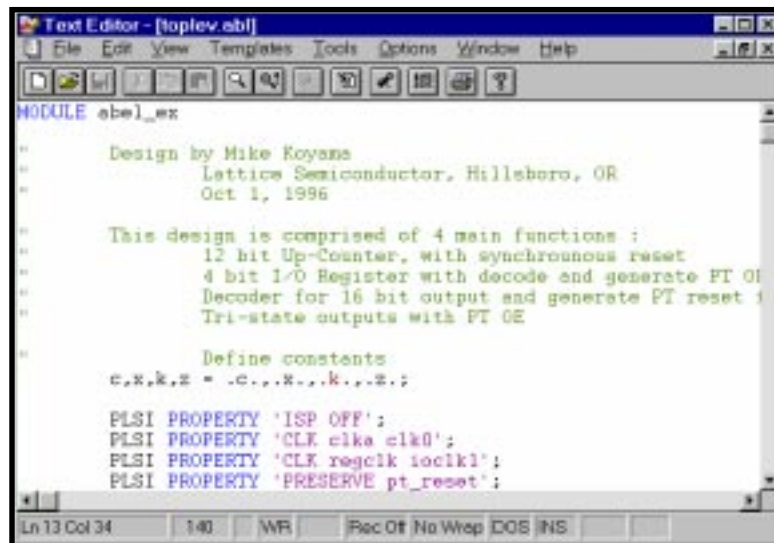 Text Editor - [toplev.abl]
File Edit View Templates Tools Options Window Help
MODULE abel_ex
" Design by Mike Koyama
" Lattice Semiconductor, Hillsboro, OR
" Oct 1, 1996
" This design is comprised of 4 main functions :
" 12 bit Up-Counter, with synchrounous reset
" 4 bit I/O Register with decode and generate PT OE
" Decoder for 16 bit output and generate PT reset f
" Tri-state outputs with PT OE
" Define constants
c,x,k,z = .c.,.x.,.k.,.z.;
PLSI PROPERTY 'ISP OFF';
PLSI PROPERTY 'CLK clka clk0';
PLSI PROPERTY 'CLK regclk ioclk1';
PLSI PROPERTY 'PRESERVE pt_reset';
Ln 13 Col 34 140 WR Rec Off No Wrap DOS INS